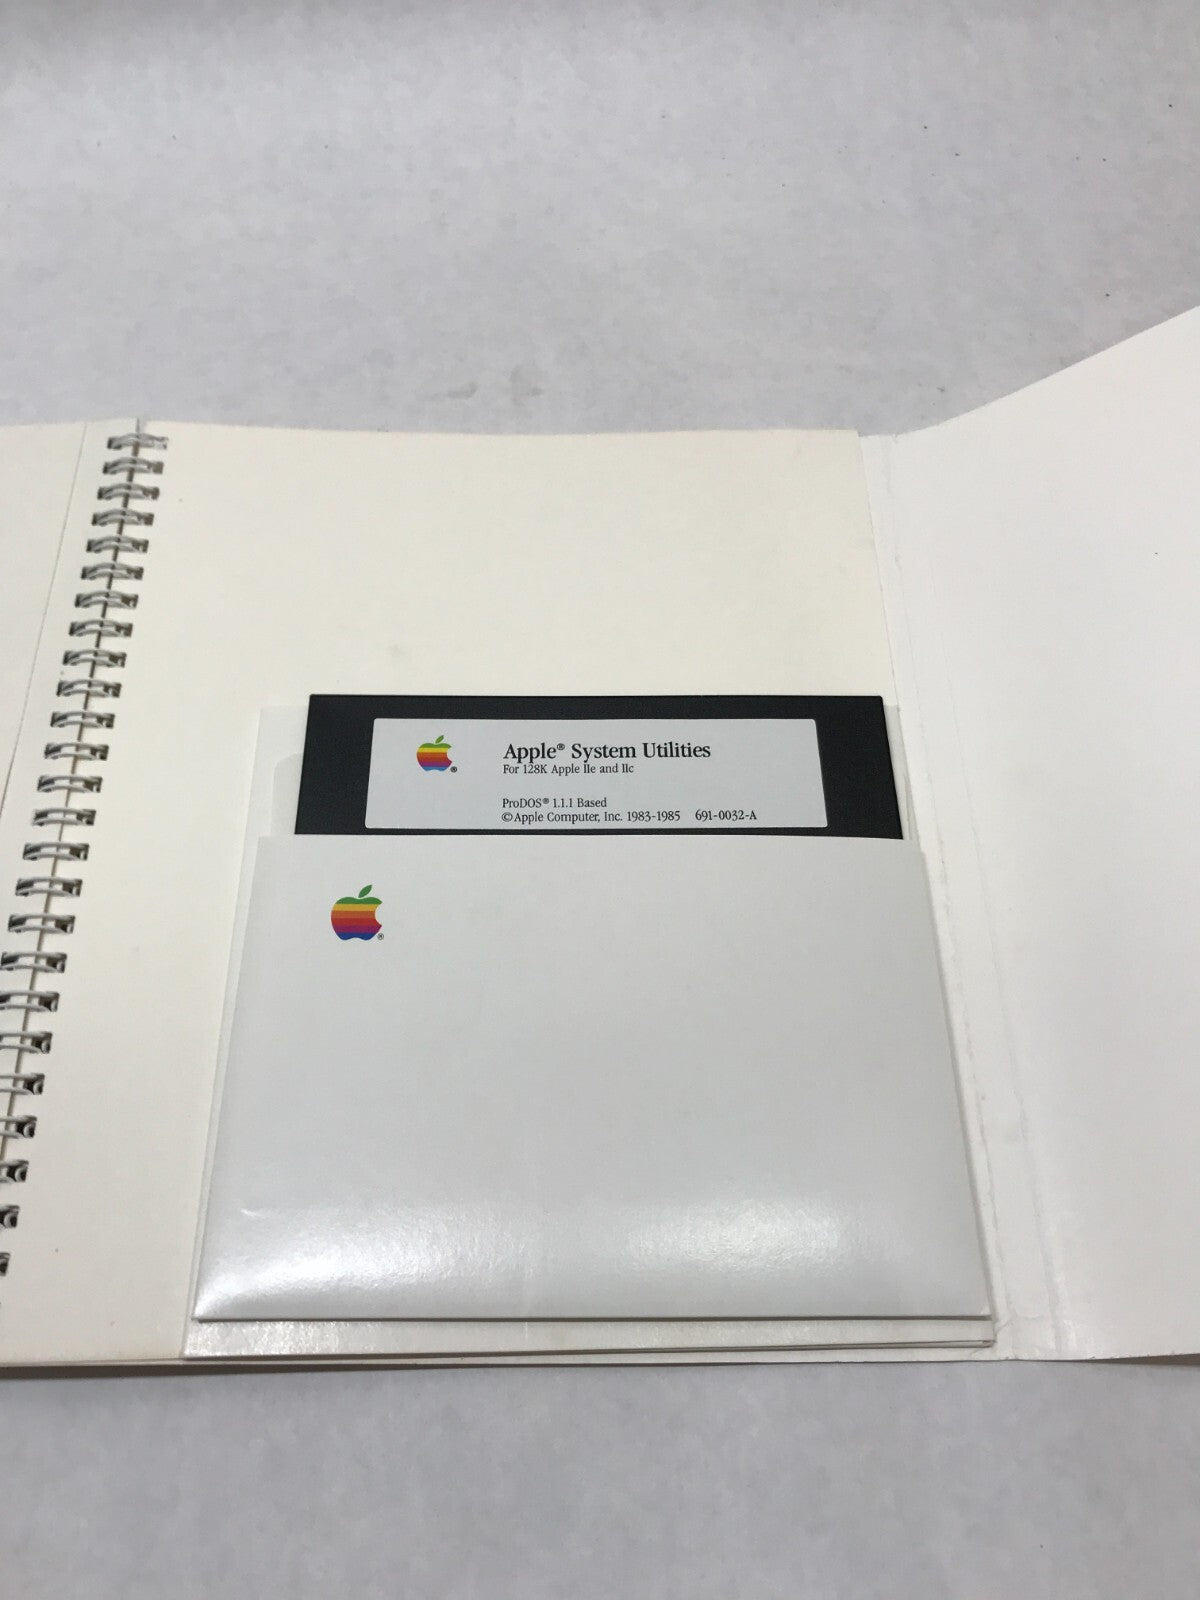 Apple® System Utilities
For 128K Apple IIe and IIc
ProDOS® 1.1.1 Based
©Apple Computer, Inc. 1983-1985 691-0032-A
®
®